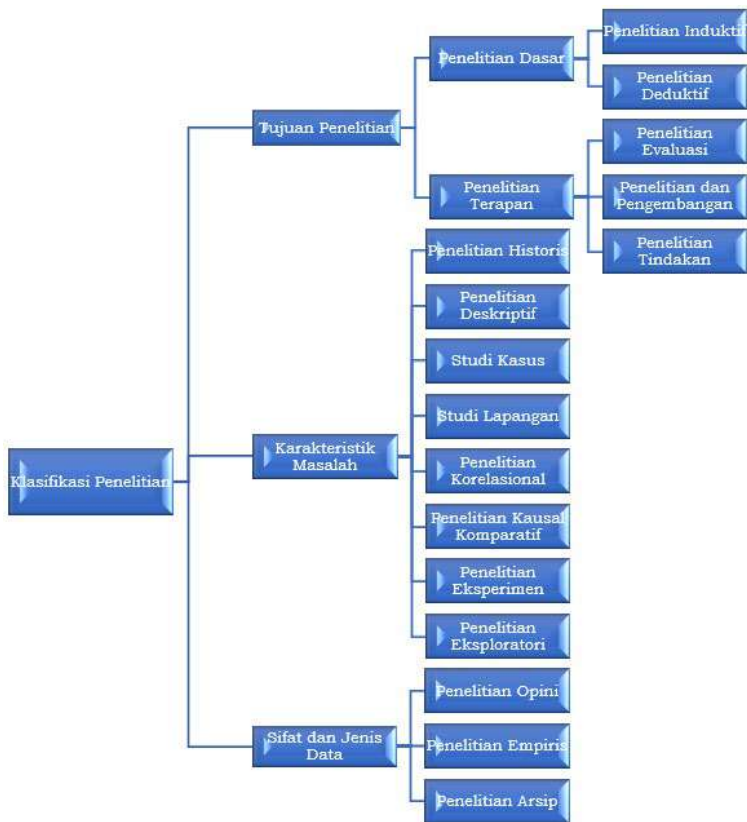 Klasifikasi Penelitian
Tujuan Penelitian
Penelitian Dasar
Penelitian Induktif
Penelitian
Deduktif
Penelitian
Terapan
Penelitian
Evaluasi
Penelitian dan
Pengembangan
Penelitian
Tindakan
Karakteristik
Masalah
Penelitian Historis
Penelitian
Deskriptif
Studi Kasus
Studi Lapangan
Penelitian
Korelasional
Penelitian Kausal
Komparatif
Penelitian
Eksperimen
Penelitian
Eksploratori
Sifat dan Jenis
Data
Penelitian Opini
Penelitian Empiris
Penelitian Arsip